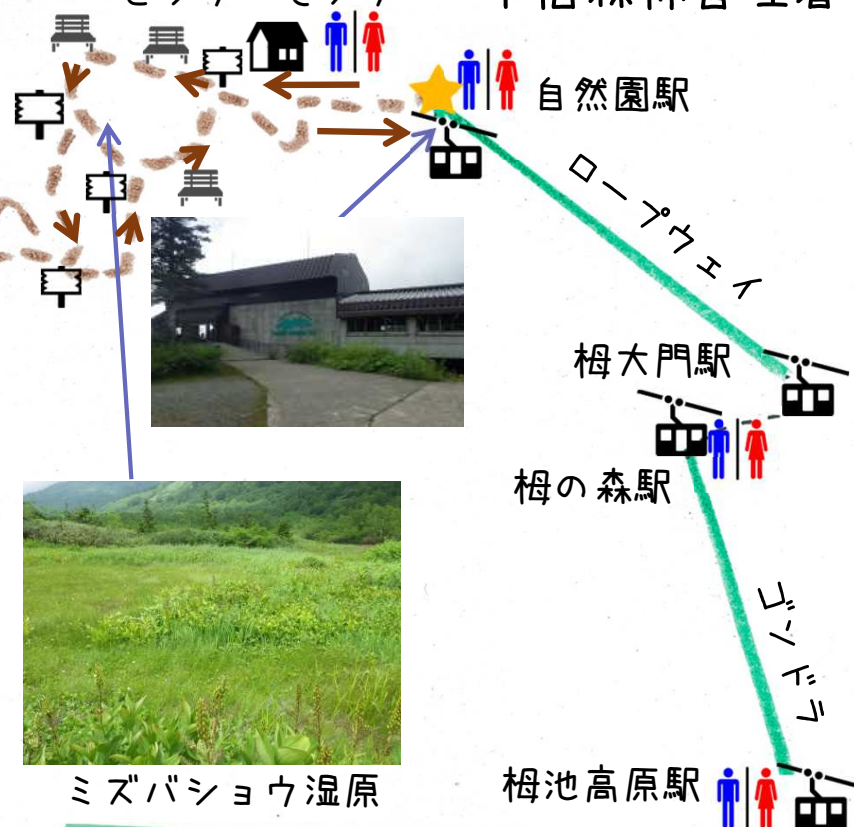 自然園駅
ロープウェイ
栂大門駅
栂の森駅
ゴンドラ
ミズバショウ湿原
栂池高原駅